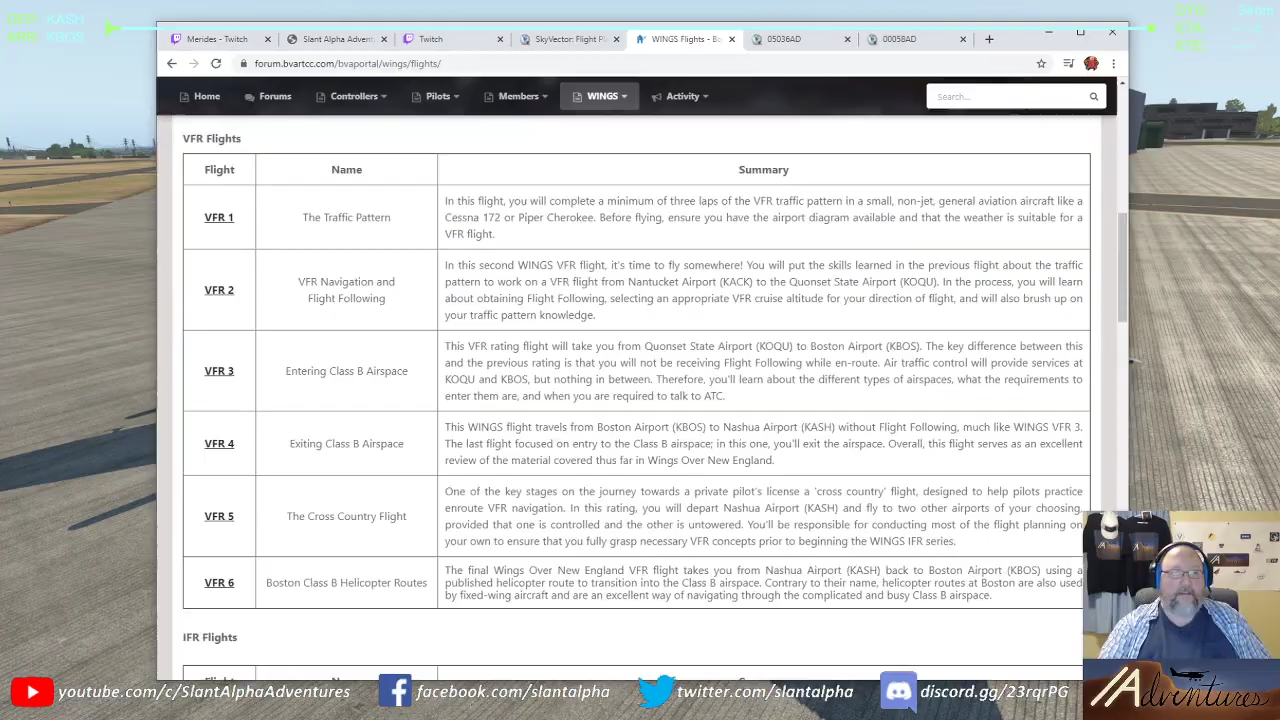 DEP: KASH
ARR: KBOS
DTG:
34nm
ETA:
ETE:
Merides - Twitch
Slant Alpha Adventur
Twitch
SkyVector: Flight Pl
WINGS Flights - Bo
05036AD
00058AD
forum.bvartcc.com/bvaportal/wings/flights/
Home
Forums
Controllers
Pilots
Members
WINGS
Activity
Search...
VFR Flights
Flight
Name
Summary
VFR 1
The Traffic Pattern
In this flight, you will complete a minimum of three laps of the VFR traffic pattern in a small, non-jet, general aviation aircraft like a
Cessna 172 or Piper Cherokee. Before flying, ensure you have the airport diagram available and that the weather is suitable for a
VFR flight.
VFR 2
VFR Navigation and
Flight Following
In this second WINGS VFR flight, it's time to fly somewhere! You will put the skills learned in the previous flight about the traffic
pattern to work on a VFR flight from Nantucket Airport (KACK) to the Quonset State Airport (KOQU). In the process, you will learn
about obtaining Flight Following, selecting an appropriate VFR cruise altitude for your direction of flight, and will also brush up on
your traffic pattern knowledge.
VFR 3
Entering Class B Airspace
This VFR rating flight will take you from Quonset State Airport (KOQU) to Boston Airport (KBOS). The key difference between this
and the previous rating is that you will not be receiving Flight Following while en-route. Air traffic control will provide services at
KOQU and KBOS, but nothing in between. Therefore, you'll learn about the different types of airspaces, what the requirements to
enter them are, and when you are required to talk to ATC.
VFR 4
Exiting Class B Airspace
This WINGS flight travels from Boston Airport (KBOS) to Nashua Airport (KASH) without Flight Following, much like WINGS VFR 3.
The last flight focused on entry to the Class B airspace; in this one, you'll exit the airspace. Overall, this flight serves as an excellent
review of the material covered thus far in Wings Over New England.
VFR 5
The Cross Country Flight
One of the key stages on the journey towards a private pilot's license a 'cross country' flight, designed to help pilots practice
enroute VFR navigation. In this rating, you will depart Nashua Airport (KASH) and fly to two other airports of your choosing,
provided that one is controlled and the other is untowered. You'll be responsible for conducting most of the flight planning on
your own to ensure that you fully grasp necessary VFR concepts prior to beginning the WINGS IFR series.
VFR 6
Boston Class B Helicopter Routes
The final Wings Over New England VFR flight takes you from Nashua Airport (KASH) back to Boston Airport (KBOS) using a
published helicopter route to transition into the Class B airspace. Contrary to their name, helicopter routes at Boston are also used
by fixed-wing aircraft and are an excellent way of navigating through the complicated and busy Class B airspace.
IFR Flights
youtube.com/c/SlantAlphaAdventures
facebook.com/slantalpha
twitter.com/slantalpha
discord.gg/23rqrPG
/A Adventures